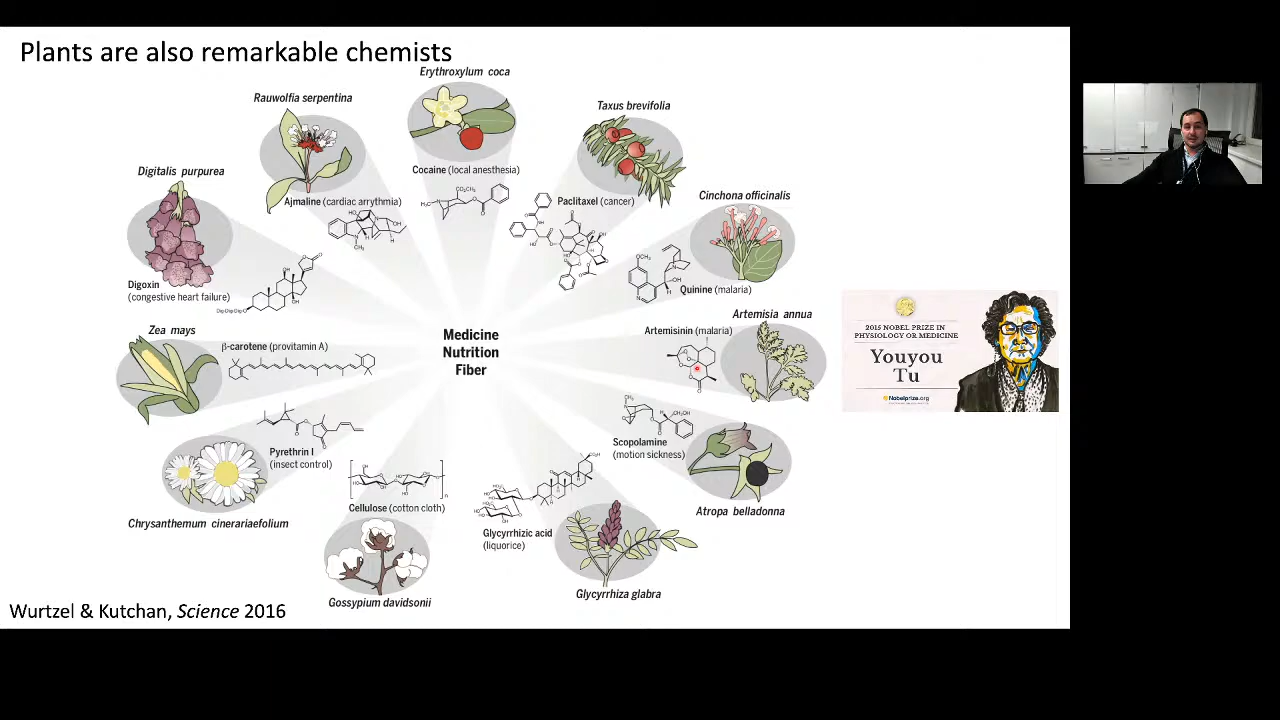 Plants are also remarkable chemists
Erythroxylum coca
Rauwolfia serpentina
Taxus brevifolia
Digitalis purpurea
Cocaine (local anesthesia)
Cinchona officinalis
Ajmaline (cardiac arrythmia)
Paclitaxel (cancer)
Digoxin
(congestive heart failure)
Quinine (malaria)
Artemisia annua
Zea mays
Medicine
Nutrition
Fiber
Artemisinin (malaria)
β-carotene (provitamin A)
2015 NOBEL PRIZE IN
PHYSIOLOGY OR MEDICINE
Youyou
Tu
Nobelprize.org
Pyrethrin I
(insect control)
Scopolamine
(motion sickness)
Cellulose (cotton cloth)
Atropa belladonna
Chrysanthemum cinerariaefolium
Glycyrrhizic acid
(liquorice)
Glycyrrhiza glabra
Gossypium davidsonii
Wurtzel & Kutchan, Science 2016